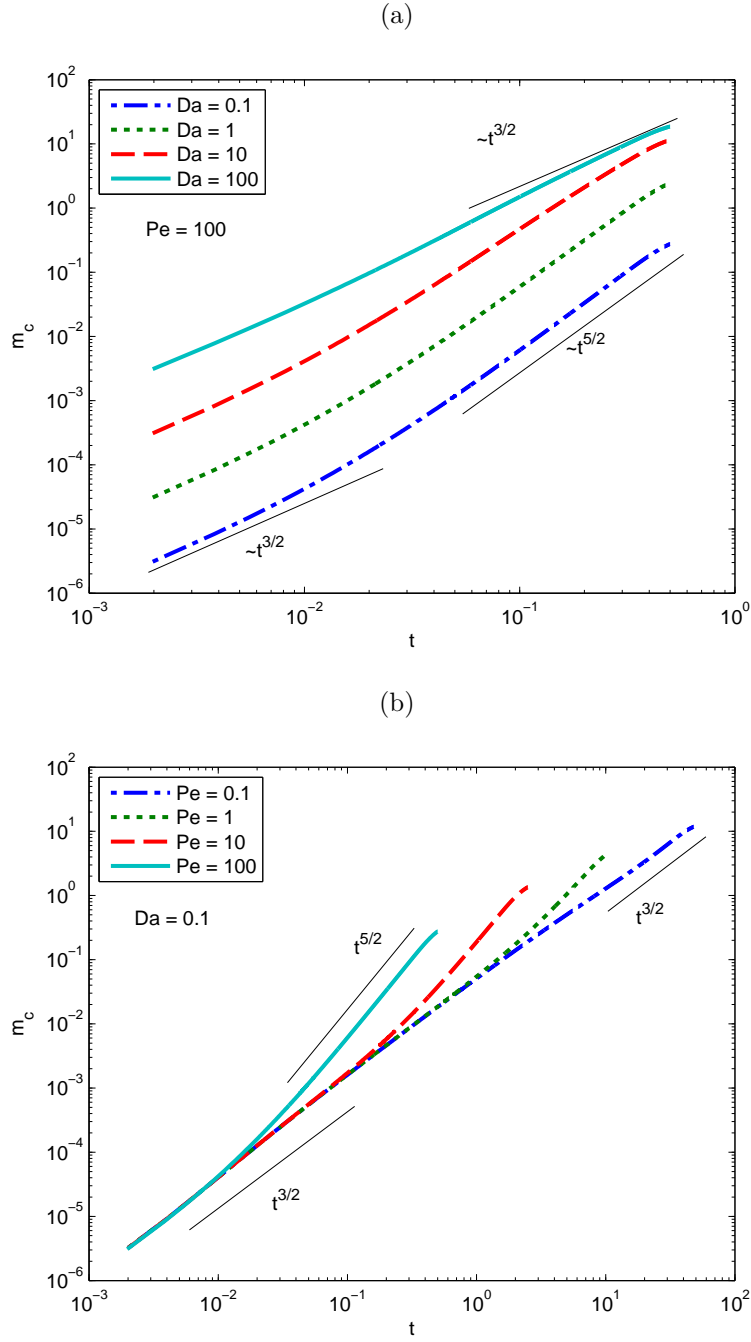 (a)
10^2
10^1
10^0
10^-1
10^-2
10^-3
10^-4
10^-5
10^-6
m_c
Da = 0.1
Da = 1
Da = 10
Da = 100
Pe = 100
~t^3/2
~t^5/2
~t^3/2
10^-3
10^-2
10^-1
10^0
t
(b)
10^2
10^1
10^0
10^-1
10^-2
10^-3
10^-4
10^-5
10^-6
m_c
Pe = 0.1
Pe = 1
Pe = 10
Pe = 100
Da = 0.1
t^5/2
t^3/2
t^3/2
10^-3
10^-2
10^-1
10^0
10^1
10^2
t